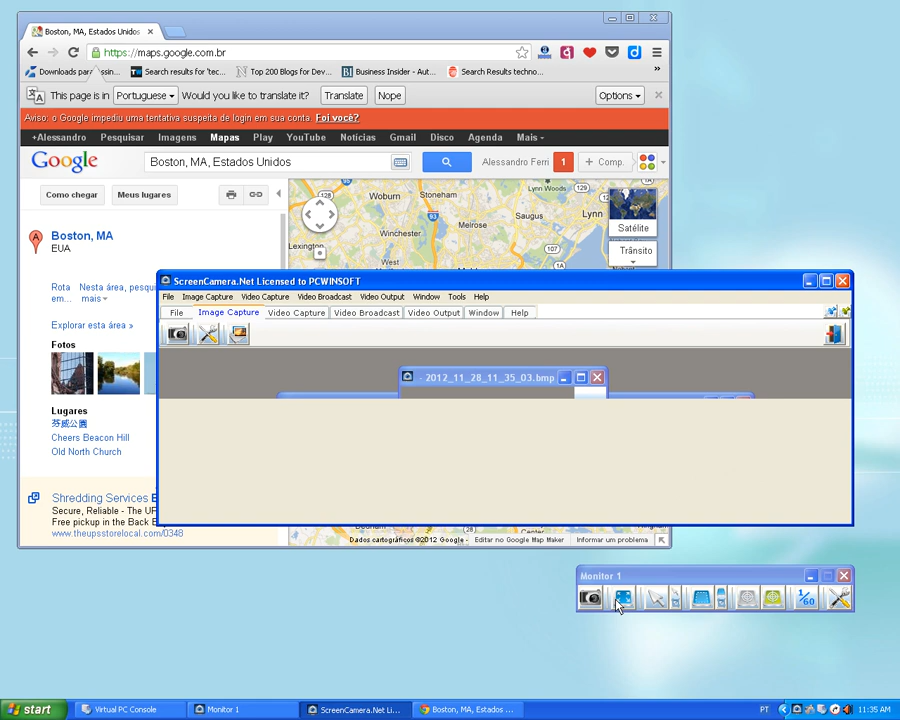 Boston, MA, Estados Unidos
https://maps.google.com.br
Search results for 'tec...
Top 200 Blogs for Dev...
Business Insider - Aut...
Search Results techno...
»
This page is in Portuguese Would you like to translate it? Translate Nope Options
Aviso: o Google impediu uma tentativa suspeita de login em sua conta. Foi você?
+Alessandro Pesquisar Imagens Mapas Play YouTube Notícias Gmail Disco Agenda Mais
Google
Boston, MA, Estados Unidos
Alessandro Ferri 1 + Comp.
Como chegar Meus lugares
128
Woburn
Stoneham
Lynn Woods
129
93
Winchester
Saugus
Lynn
Lexington
107
Satélite
Trânsito
A
Boston, MA
EUA
Rota Nesta área, pesqu
em... mais
Explorar esta área »
Fotos
Lugares
芬威公園
Cheers Beacon Hill
Old North Church
Shredding Services
Secure, Reliable - The UP
Free pickup in the Back
www.theupsstorelocal.com/0348
ScreenCamera.Net Licensed to PCWINSOFT
File Image Capture Video Capture Video Broadcast Video Output Window Tools Help
File Image Capture Video Capture Video Broadcast Video Output Window Help
- 2012_11_28_11_35_03.bmp
28
Dados cartográficos ©2012 Google - Editar no Google Map Maker Informar um problema
Monitor 1
1/60
start
Virtual PC Console
Monitor 1
ScreenCamera.Net Li...
Boston, MA, Estados ...
PT
11:35 AM